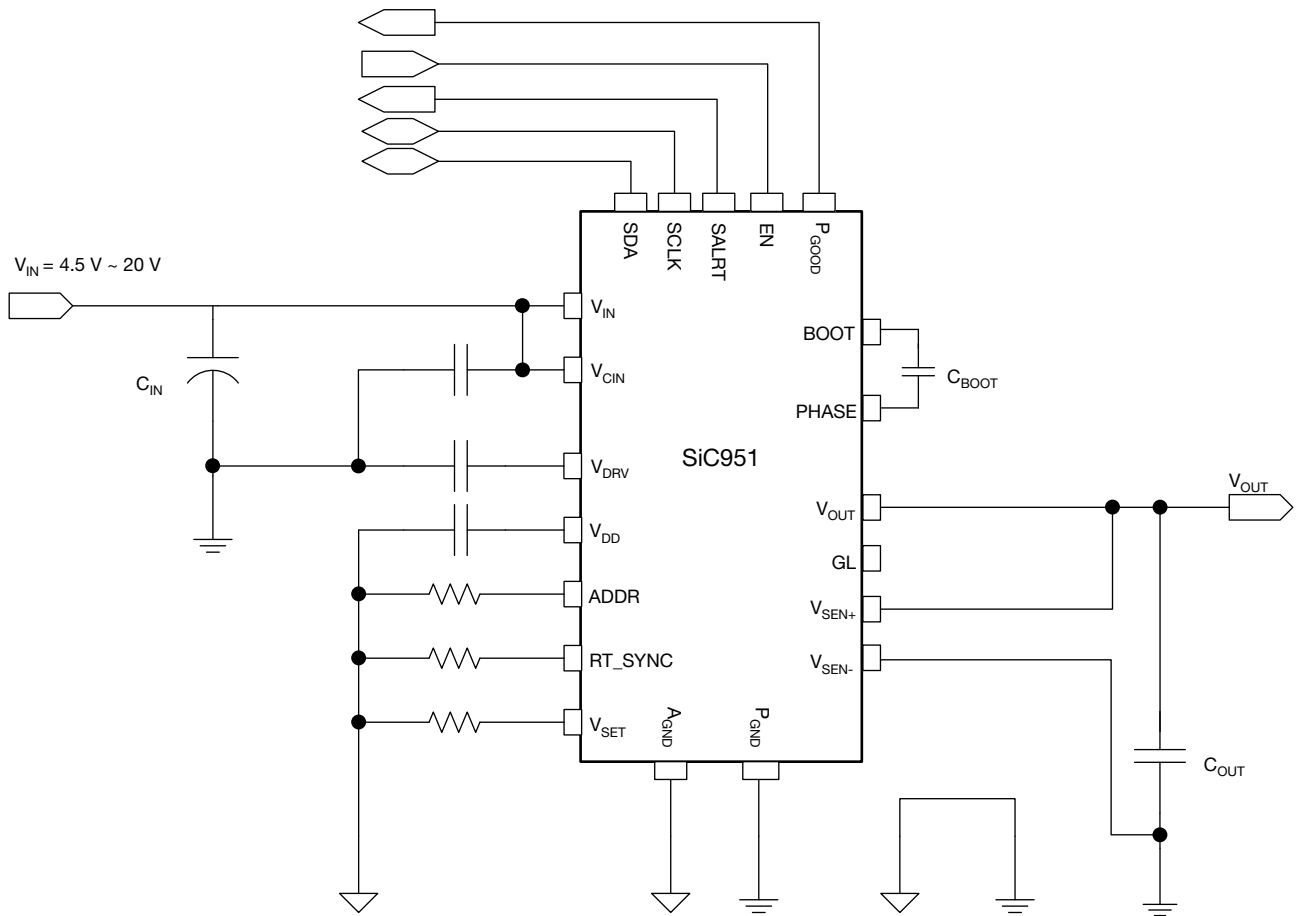 SDA
SCLK
SALRT
EN
PGOOD
VIN = 4.5 V ~ 20 V
VIN
BOOT
CIN
VCIN
CBOOT
PHASE
SiC951
VDRV
VOUT
VOUT
VDD
GL
ADDR
VSEN+
RT_SYNC
VSEN-
VSET
AGND
PGND
COUT